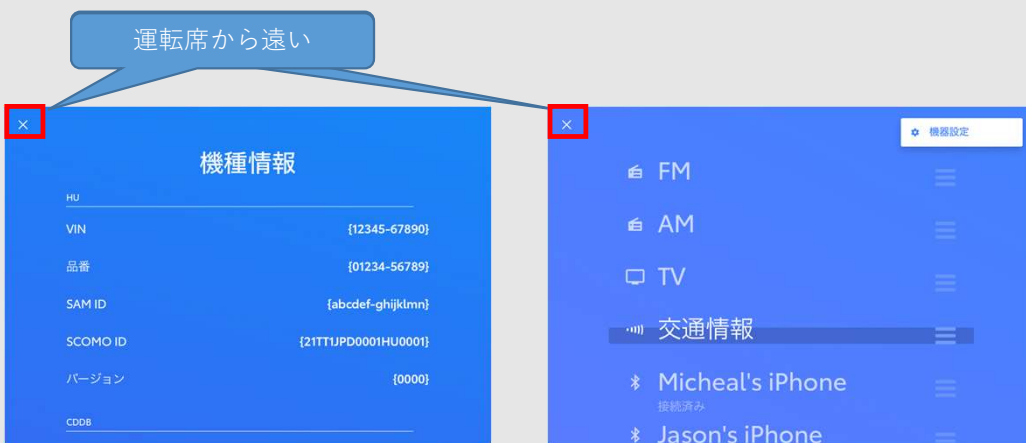 運転席から遠い
×
機種情報
HU
VIN {12345-67890}
品番 {01234-56789}
SAM ID {abcdef-ghijklmn}
SCOMO ID {21TT1JPD0001HU0001}
バージョン {0000}
CDDB
×
機器設定
FM
AM
TV
交通情報
Micheal's iPhone
接続済み
Jason's iPhone